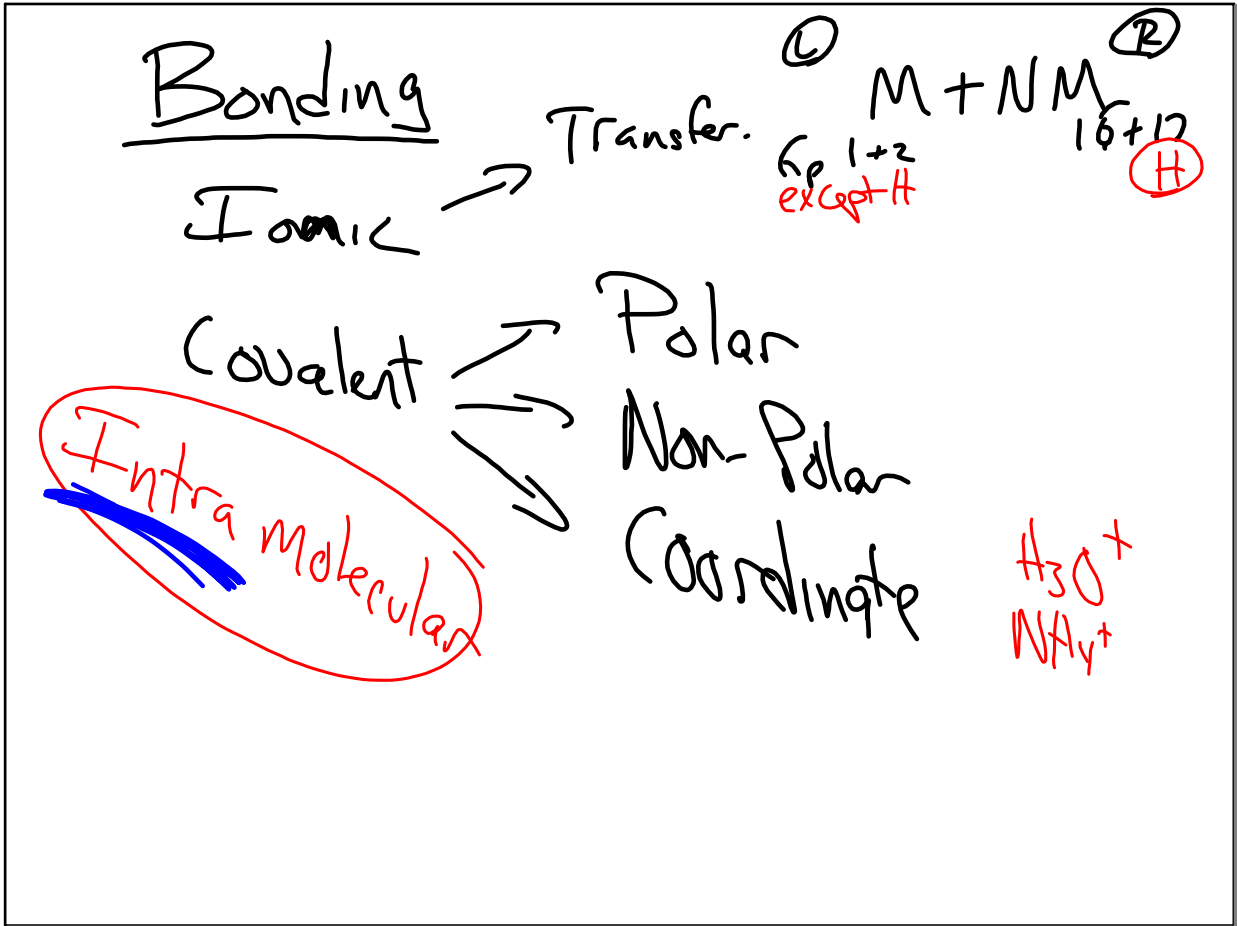 Bonding
L
R
Transfer.
M + NM
Gp 1+2
16+17
except H
H
Ionic
Covalent
Polar
Non-Polar
Coordinate
Intra Molecular
H3O+
NH4+